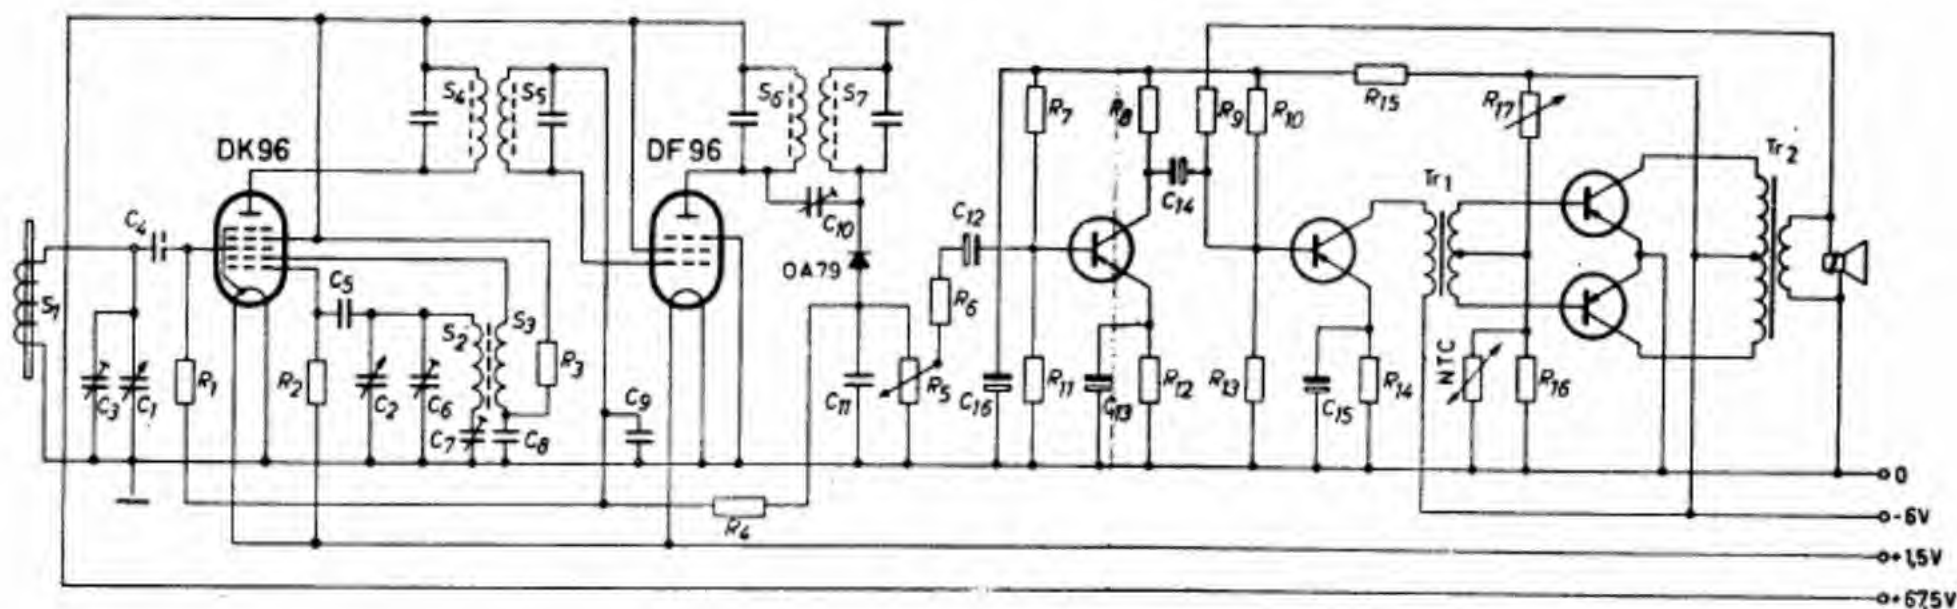 S4 S5 S6 S7
DK96 DF96
C4 C10 OA79
S1 C5 S2 S3
C3 C1 R1 R2 C2 C6 R3
C7 C8 C9 R4
C11 R5 R6 C12
R7 R8 R9 R10 R15 R17
C14 Tr1 Tr2
C16 R11 C13 R12 R13 C15 R14 NTC R16
0
-6V
+1,5V
+67,5V